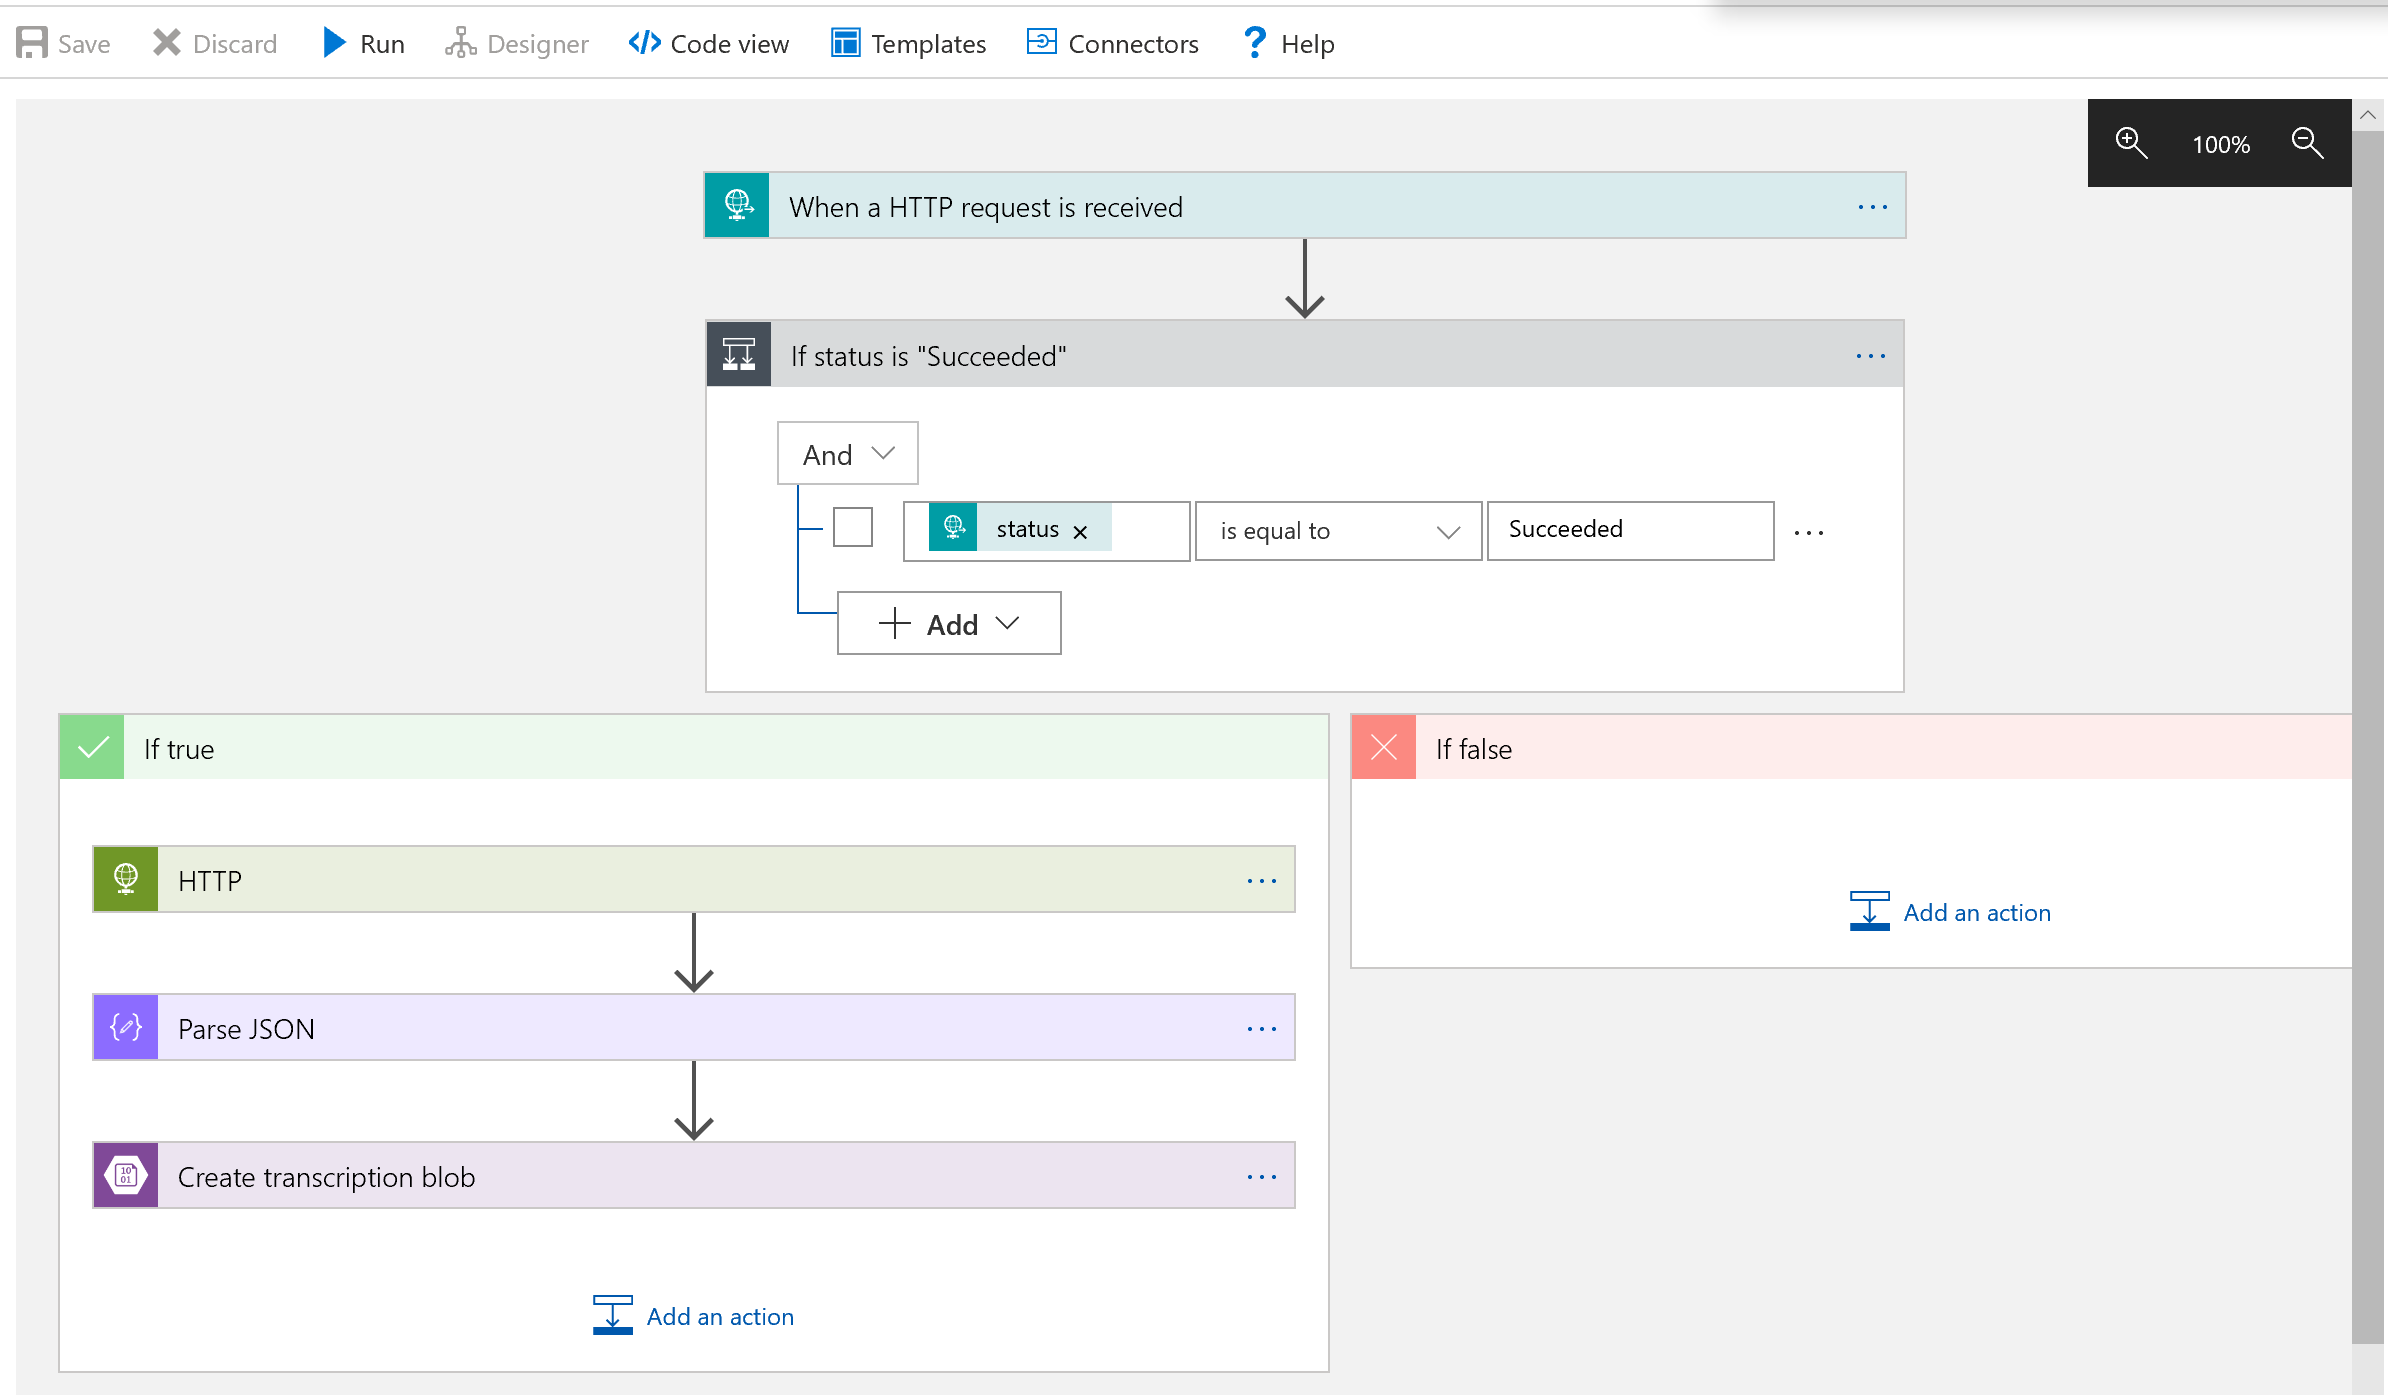 Save Discard Run Designer Code view Templates Connectors Help
100%
When a HTTP request is received
If status is "Succeeded"
And
status is equal to Succeeded
Add
If true
If false
HTTP
Add an action
Parse JSON
10
01
Create transcription blob
Add an action